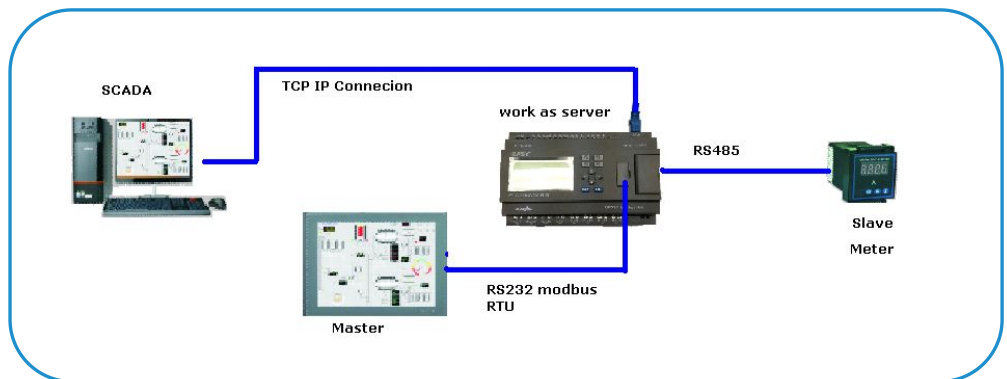 SCADA
TCP IP Connecion
work as server
RS485
Slave
Meter
RS232 modbus
RTU
Master